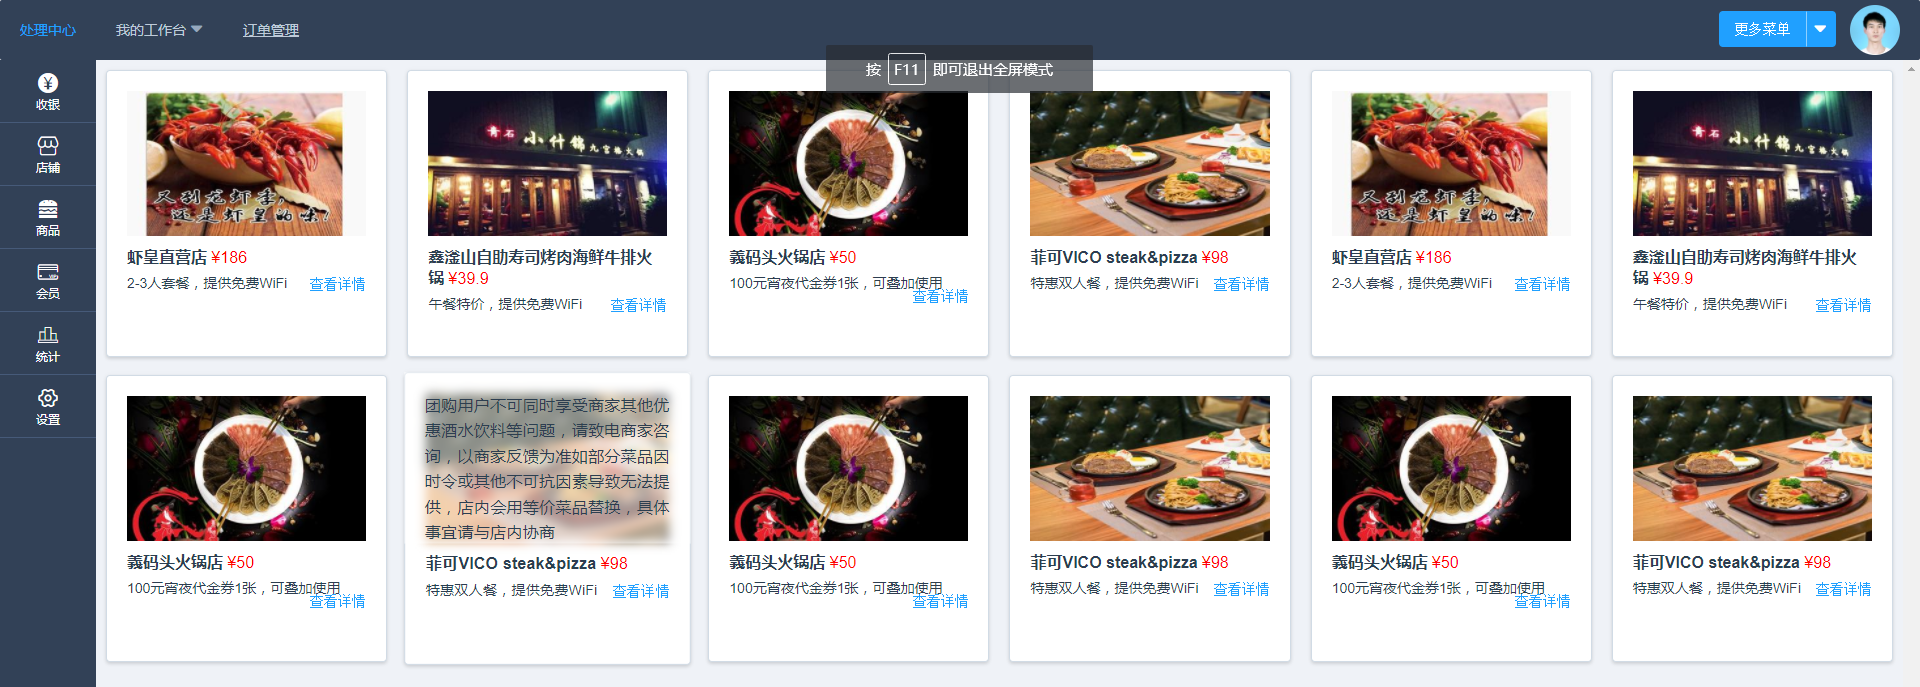 处理中心
我的工作台
订单管理
更多菜单
按 F11 即可退出全屏模式
收银
店铺
商品
会员
VIP
统计
设置
又到龙虾季,
还是虾皇的味!
虾皇直营店 ¥186
2-3人套餐，提供免费WiFi
查看详情
青石 小什锦 九宫格火锅
鑫滏山自助寿司烤肉海鲜牛排火
锅 ¥39.9
午餐特价，提供免费WiFi
查看详情
義码头火锅店 ¥50
100元宵夜代金券1张，可叠加使用
查看详情
菲可VICO steak&pizza ¥98
特惠双人餐，提供免费WiFi
查看详情
又到龙虾季,
还是虾皇的味!
虾皇直营店 ¥186
2-3人套餐，提供免费WiFi
查看详情
青石 小什锦 九宫格火锅
鑫滏山自助寿司烤肉海鲜牛排火
锅 ¥39.9
午餐特价，提供免费WiFi
查看详情
義码头火锅店 ¥50
100元宵夜代金券1张，可叠加使用
查看详情
团购用户不可同时享受商家其他优
惠酒水饮料等问题，请致电商家咨
询，以商家反馈为准如部分菜品因
时令或其他不可抗因素导致无法提
供，店内会用等价菜品替换，具体
事宜请与店内协商
菲可VICO steak&pizza ¥98
特惠双人餐，提供免费WiFi
查看详情
義码头火锅店 ¥50
100元宵夜代金券1张，可叠加使用
查看详情
菲可VICO steak&pizza ¥98
特惠双人餐，提供免费WiFi
查看详情
義码头火锅店 ¥50
100元宵夜代金券1张，可叠加使用
查看详情
菲可VICO steak&pizza ¥98
特惠双人餐，提供免费WiFi
查看详情